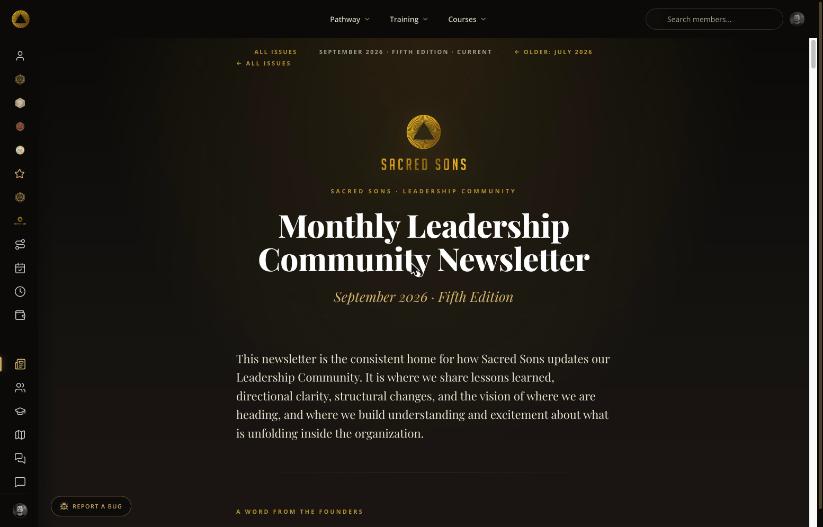 Pathway
Training
Courses
Search members...
ALL ISSUES
SEPTEMBER 2026 · FIFTH EDITION · CURRENT
← OLDER: JULY 2026
← ALL ISSUES
SACRED SONS
SACRED SONS · LEADERSHIP COMMUNITY
Monthly Leadership
Community Newsletter
September 2026 · Fifth Edition
This newsletter is the consistent home for how Sacred Sons updates our
Leadership Community. It is where we share lessons learned,
directional clarity, structural changes, and the vision of where we are
heading, and where we build understanding and excitement about what
is unfolding inside the organization.
REPORT A BUG
A WORD FROM THE FOUNDERS